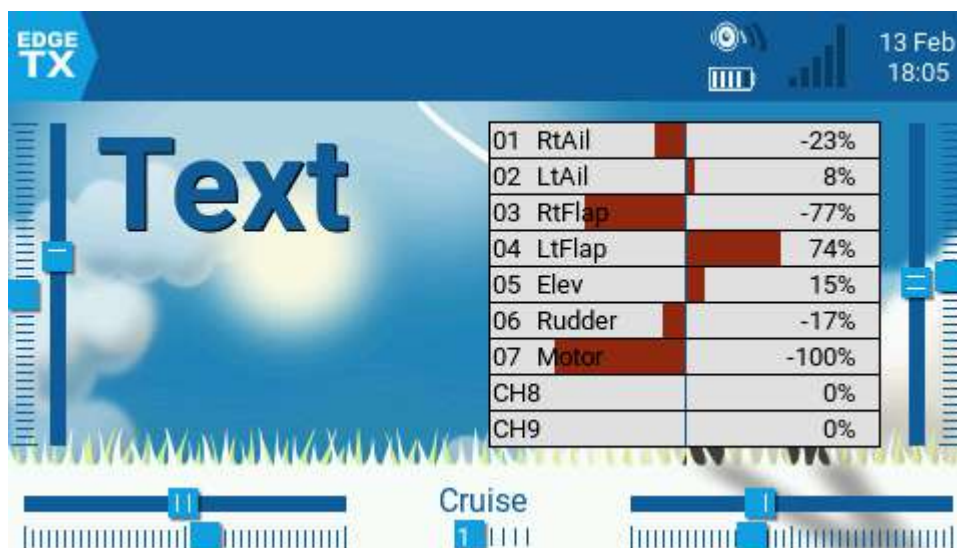 EDGE
TX
13 Feb
18:05
Text
01 RtAil -23%
02 LtAil 8%
03 RtFlap -77%
04 LtFlap 74%
05 Elev 15%
06 Rudder -17%
07 Motor -100%
CH8 0%
CH9 0%
Cruise
1